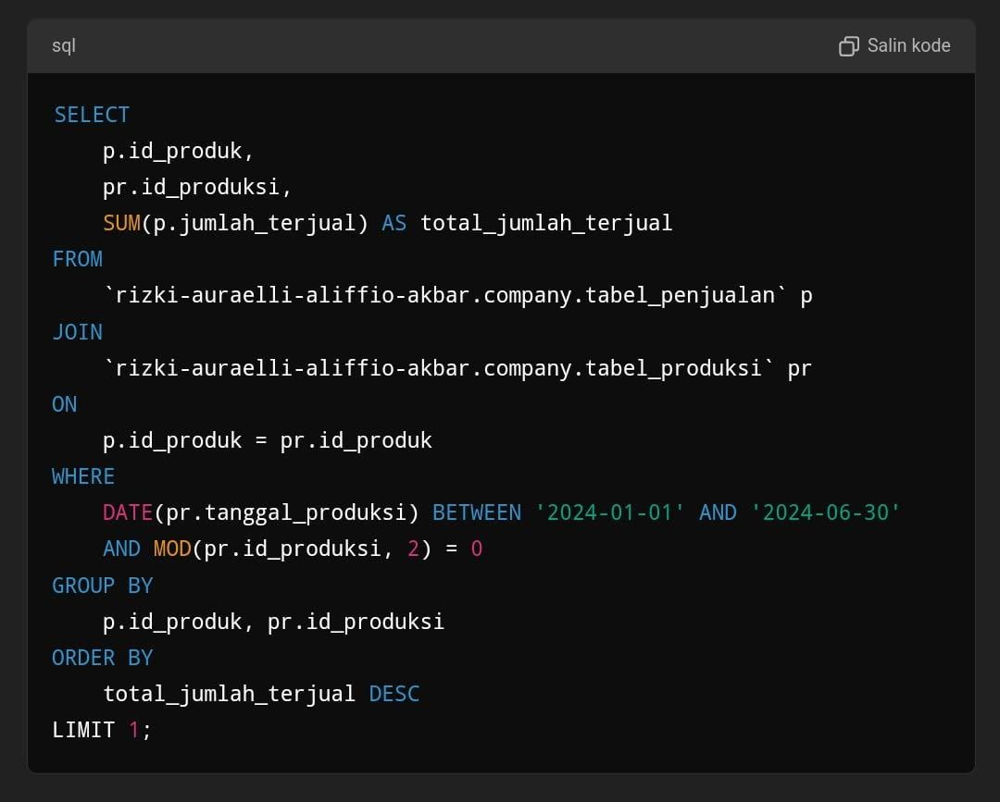 sql
Salin kode
SELECT
    p.id_produk,
    pr.id_produksi,
    SUM(p.jumlah_terjual) AS total_jumlah_terjual
FROM
    `rizki-auraelli-aliffio-akbar.company.tabel_penjualan` p
JOIN
    `rizki-auraelli-aliffio-akbar.company.tabel_produksi` pr
ON
    p.id_produk = pr.id_produk
WHERE
    DATE(pr.tanggal_produksi) BETWEEN '2024-01-01' AND '2024-06-30'
    AND MOD(pr.id_produksi, 2) = 0
GROUP BY
    p.id_produk, pr.id_produksi
ORDER BY
    total_jumlah_terjual DESC
LIMIT 1;